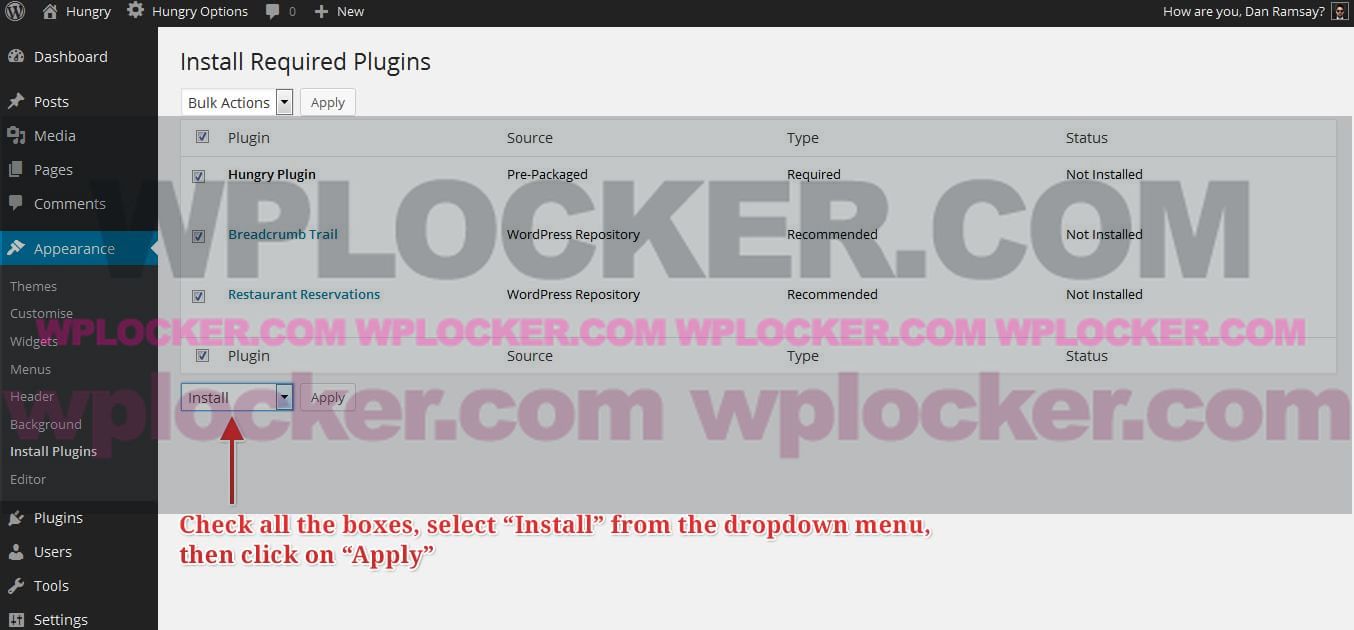 Hungry Hungry Options 0 New How are you, Dan Ramsay?
Dashboard
Posts
Media
Pages
Comments
Appearance
Themes
Customise
Widgets
Menus
Header
Background
Install Plugins
Editor
Plugins
Users
Tools
Settings
Install Required Plugins
Bulk Actions Apply
Plugin Source Type Status
Hungry Plugin Pre-Packaged Required Not Installed
WPLOCKER.COM
Breadcrumb Trail WordPress Repository Recommended Not Installed
Restaurant Reservations WordPress Repository Recommended Not Installed
WPLOCKER.COM WPLOCKER.COM WPLOCKER.COM WPLOCKER.COM
Plugin Source Type Status
Install Apply
wplocker.com wplocker.com
Check all the boxes, select “Install” from the dropdown menu,
then click on “Apply”